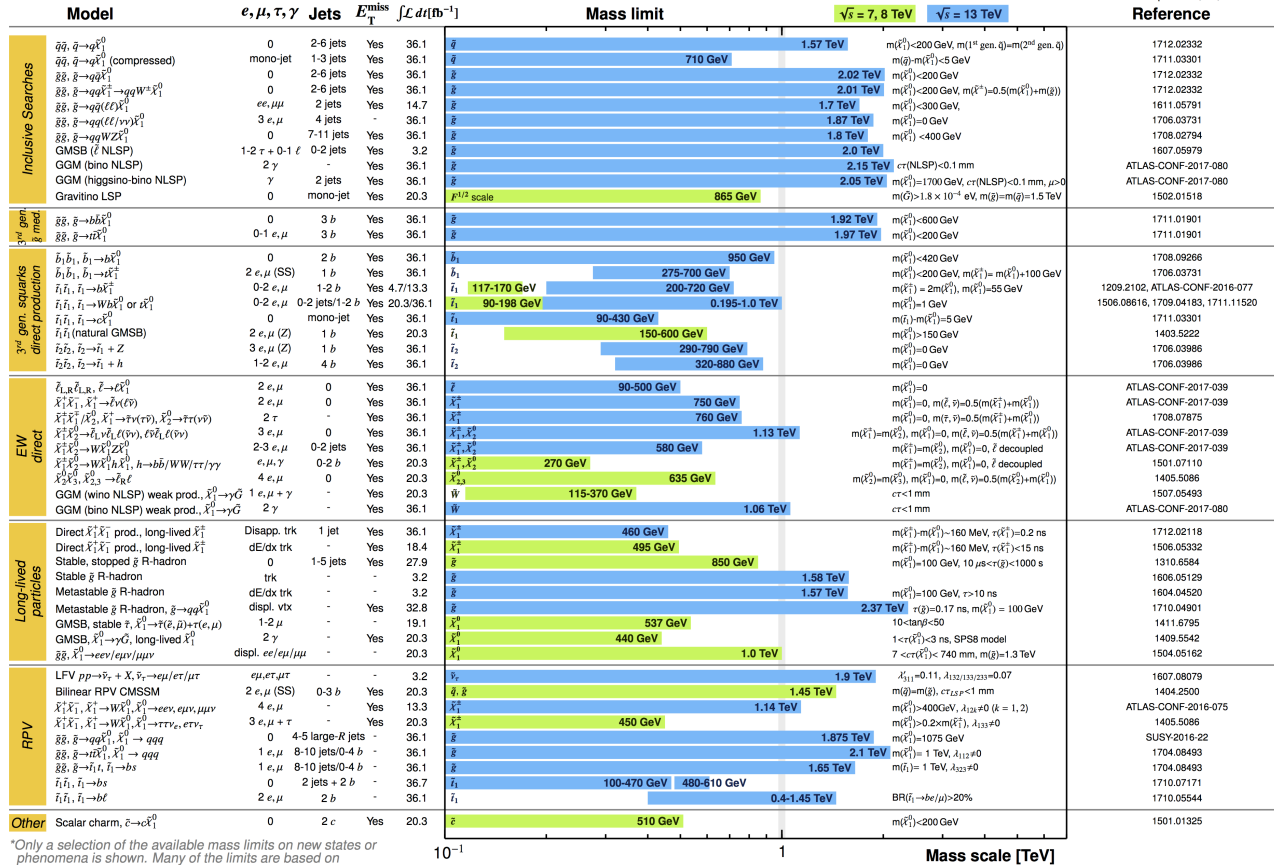 Model e, μ, τ, γ Jets E_T^miss ∫ℒ dt[fb⁻¹] Mass limit √s = 7, 8 TeV √s = 13 TeV Reference
Inclusive Searches
q̃q̃, q̃→qχ̃₁⁰ 0 2-6 jets Yes 36.1 q̃ 1.57 TeV m(χ̃₁⁰)<200 GeV, m(1ˢᵗ gen. q̃)=m(2ⁿᵈ gen. q̃) 1712.02332
q̃q̃, q̃→qχ̃₁⁰ (compressed) mono-jet 1-3 jets Yes 36.1 q̃ 710 GeV m(q̃)-m(χ̃₁⁰)<5 GeV 1711.03301
g̃g̃, g̃→qq̄χ̃₁⁰ 0 2-6 jets Yes 36.1 g̃ 2.02 TeV m(χ̃₁⁰)<200 GeV 1712.02332
g̃g̃, g̃→qqχ̃₁±→qqW±χ̃₁⁰ 0 2-6 jets Yes 36.1 g̃ 2.01 TeV m(χ̃₁⁰)<200 GeV, m(χ̃±)=0.5(m(χ̃₁⁰)+m(g̃)) 1712.02332
g̃g̃, g̃→qq̄(ℓℓ)χ̃₁⁰ ee, μμ 2 jets Yes 14.7 g̃ 1.7 TeV m(χ̃₁⁰)<300 GeV, 1611.05791
g̃g̃, g̃→qq(ℓℓ/νν)χ̃₁⁰ 3 e, μ 4 jets - 36.1 g̃ 1.87 TeV m(χ̃₁⁰)=0 GeV 1706.03731
g̃g̃, g̃→qqWZχ̃₁⁰ 0 7-11 jets Yes 36.1 g̃ 1.8 TeV m(χ̃₁⁰) <400 GeV 1708.02794
GMSB (ℓ̃ NLSP) 1-2 τ + 0-1 ℓ 0-2 jets Yes 3.2 g̃ 2.0 TeV 1607.05979
GGM (bino NLSP) 2 γ - Yes 36.1 g̃ 2.15 TeV cτ(NLSP)<0.1 mm ATLAS-CONF-2017-080
GGM (higgsino-bino NLSP) γ 2 jets Yes 36.1 g̃ 2.05 TeV m(χ̃₁⁰)=1700 GeV, cτ(NLSP)<0.1 mm, μ>0 ATLAS-CONF-2017-080
Gravitino LSP 0 mono-jet Yes 20.3 F^1/2 scale 865 GeV m(G̃)>1.8 × 10⁻⁴ eV, m(g̃)=m(q̃)=1.5 TeV 1502.01518
3ʳᵈ gen. g̃ med.
g̃g̃, g̃→bb̄χ̃₁⁰ 0 3 b Yes 36.1 g̃ 1.92 TeV m(χ̃₁⁰)<600 GeV 1711.01901
g̃g̃, g̃→tt̄χ̃₁⁰ 0-1 e, μ 3 b Yes 36.1 g̃ 1.97 TeV m(χ̃₁⁰)<200 GeV 1711.01901
3ʳᵈ gen. squarks direct production
b̃₁b̃₁, b̃₁→bχ̃₁⁰ 0 2 b Yes 36.1 b̃₁ 950 GeV m(χ̃₁⁰)<420 GeV 1708.09266
b̃₁b̃₁, b̃₁→tχ̃₁± 2 e, μ (SS) 1 b Yes 36.1 b̃₁ 275-700 GeV m(χ̃₁⁰)<200 GeV, m(χ̃₁±)= m(χ̃₁⁰)+100 GeV 1706.03731
t̃₁t̃₁, t̃₁→bχ̃₁± 0-2 e, μ 1-2 b Yes 4.7/13.3 t̃₁ 117-170 GeV 200-720 GeV m(χ̃₁±) = 2m(χ̃₁⁰), m(χ̃₁⁰)=55 GeV 1209.2102, ATLAS-CONF-2016-077
t̃₁t̃₁, t̃₁→Wbχ̃₁⁰ or tχ̃₁⁰ 0-2 e, μ 0-2 jets/1-2 b Yes 20.3/36.1 t̃₁ 90-198 GeV 0.195-1.0 TeV m(χ̃₁⁰)=1 GeV 1506.08616, 1709.04183, 1711.11520
t̃₁t̃₁, t̃₁→cχ̃₁⁰ 0 mono-jet Yes 36.1 t̃₁ 90-430 GeV m(t̃₁)-m(χ̃₁⁰)=5 GeV 1711.03301
t̃₁t̃₁(natural GMSB) 2 e, μ (Z) 1 b Yes 20.3 t̃₁ 150-600 GeV m(χ̃₁⁰)>150 GeV 1403.5222
t̃₂t̃₂, t̃₂→t̃₁ + Z 3 e, μ (Z) 1 b Yes 36.1 t̃₂ 290-790 GeV m(χ̃₁⁰)=0 GeV 1706.03986
t̃₂t̃₂, t̃₂→t̃₁ + h 1-2 e, μ 4 b Yes 36.1 t̃₂ 320-880 GeV m(χ̃₁⁰)=0 GeV 1706.03986
EW direct
ℓ̃L,Rℓ̃L,R, ℓ̃→ℓχ̃₁⁰ 2 e, μ 0 Yes 36.1 ℓ̃ 90-500 GeV m(χ̃₁⁰)=0 ATLAS-CONF-2017-039
χ̃₁⁺χ̃₁⁻, χ̃₁⁺→ℓ̃ν(ℓν̃) 2 e, μ 0 Yes 36.1 χ̃₁± 750 GeV m(χ̃₁⁰)=0, m(ℓ̃, ν̃)=0.5(m(χ̃₁±)+m(χ̃₁⁰)) ATLAS-CONF-2017-039
χ̃₁±χ̃₁∓/χ̃₂⁰, χ̃₁⁺→τ̃ν(τν̃), χ̃₂⁰→τ̃τ(νν̃) 2 τ - Yes 36.1 χ̃₁± 760 GeV m(χ̃₁⁰)=0, m(τ̃, ν̃)=0.5(m(χ̃₁±)+m(χ̃₁⁰)) 1708.07875
χ̃₁±χ̃₂⁰→ℓ̃Lνℓ̃Lℓ(ν̃ν), ℓν̃ℓ̃Lℓ(ν̃ν) 3 e, μ 0 Yes 36.1 χ̃₁±, χ̃₂⁰ 1.13 TeV m(χ̃₁±)=m(χ̃₂⁰), m(χ̃₁⁰)=0, m(ℓ̃, ν̃)=0.5(m(χ̃₁±)+m(χ̃₁⁰)) ATLAS-CONF-2017-039
χ̃₁±χ̃₂⁰→Wχ̃₁⁰Zχ̃₁⁰ 2-3 e, μ 0-2 jets Yes 36.1 χ̃₁±, χ̃₂⁰ 580 GeV m(χ̃₁±)=m(χ̃₂⁰), m(χ̃₁⁰)=0, ℓ̃ decoupled ATLAS-CONF-2017-039
χ̃₁±χ̃₂⁰→Wχ̃₁⁰hχ̃₁⁰, h→bb̄/WW/ττ/γγ e, μ, γ 0-2 b Yes 20.3 χ̃₁±, χ̃₂⁰ 270 GeV m(χ̃₁±)=m(χ̃₂⁰), m(χ̃₁⁰)=0, ℓ̃ decoupled 1501.07110
χ̃₂⁰χ̃₃⁰, χ̃₂,₃⁰→ℓ̃Rℓ 4 e, μ 0 Yes 20.3 χ̃₂,₃⁰ 635 GeV m(χ̃₂⁰)=m(χ̃₃⁰), m(χ̃₁⁰)=0, m(ℓ̃, ν̃)=0.5(m(χ̃₂⁰)+m(χ̃₁⁰)) 1405.5086
GGM (wino NLSP) weak prod., χ̃₁⁰→γG̃ 1 e, μ + γ - Yes 20.3 W̃ 115-370 GeV cτ<1 mm 1507.05493
GGM (bino NLSP) weak prod., χ̃₁⁰→γG̃ 2 γ - Yes 36.1 W̃ 1.06 TeV cτ<1 mm ATLAS-CONF-2017-080
Long-lived particles
Direct χ̃₁⁺χ̃₁⁻ prod., long-lived χ̃₁± Disapp. trk 1 jet Yes 36.1 χ̃₁± 460 GeV m(χ̃₁±)-m(χ̃₁⁰)~160 MeV, τ(χ̃₁±)=0.2 ns 1712.02118
Direct χ̃₁⁺χ̃₁⁻ prod., long-lived χ̃₁± dE/dx trk - Yes 18.4 χ̃₁± 495 GeV m(χ̃₁±)-m(χ̃₁⁰)~160 MeV, τ(χ̃₁±)<15 ns 1506.05332
Stable, stopped g̃ R-hadron 0 1-5 jets Yes 27.9 g̃ 850 GeV m(χ̃₁⁰)=100 GeV, 10 μs<τ(g̃)<1000 s 1310.6584
Stable g̃ R-hadron trk - - 3.2 g̃ 1.58 TeV 1606.05129
Metastable g̃ R-hadron dE/dx trk - - 3.2 g̃ 1.57 TeV m(χ̃₁⁰)=100 GeV, τ>10 ns 1604.04520
Metastable g̃ R-hadron, g̃→qqχ̃₁⁰ displ. vtx - Yes 32.8 g̃ 2.37 TeV τ(g̃)=0.17 ns, m(χ̃₁⁰) = 100 GeV 1710.04901
GMSB, stable τ̃, χ̃₁⁰→τ̃(ẽ, μ̃)+τ(e, μ) 1-2 μ - - 19.1 χ̃₁⁰ 537 GeV 10<tanβ<50 1411.6795
GMSB, χ̃₁⁰→γG̃, long-lived χ̃₁⁰ 2 γ - Yes 20.3 χ̃₁⁰ 440 GeV 1<τ(χ̃₁⁰)<3 ns, SPS8 model 1409.5542
g̃g̃, χ̃₁⁰→eeν/eμν/μμν displ. ee/eμ/μμ - - 20.3 χ̃₁⁰ 1.0 TeV 7 <cτ(χ̃₁⁰)< 740 mm, m(g̃)=1.3 TeV 1504.05162
RPV
LFV pp→ν̃τ + X, ν̃τ→eμ/eτ/μτ eμ,eτ,μτ - - 3.2 ν̃τ 1.9 TeV λ′₃₁₁=0.11, λ₁₃₂/₁₃₃/₂₃₃=0.07 1607.08079
Bilinear RPV CMSSM 2 e, μ (SS) 0-3 b Yes 20.3 q̃, g̃ 1.45 TeV m(q̃)=m(g̃), cτLSP<1 mm 1404.2500
χ̃₁⁺χ̃₁⁻, χ̃₁⁺→Wχ̃₁⁰, χ̃₁⁰→eeν, eμν, μμν 4 e, μ - Yes 13.3 χ̃₁± 1.14 TeV m(χ̃₁⁰)>400GeV, λ₁₂ₖ≠0 (k = 1, 2) ATLAS-CONF-2016-075
χ̃₁⁺χ̃₁⁻, χ̃₁⁺→Wχ̃₁⁰, χ̃₁⁰→ττνₑ, eτντ 3 e, μ + τ - Yes 20.3 χ̃₁± 450 GeV m(χ̃₁⁰)>0.2×m(χ̃₁±), λ₁₃₃≠0 1405.5086
g̃g̃, g̃→qqχ̃₁⁰, χ̃₁⁰ → qqq 0 4-5 large-R jets - 36.1 g̃ 1.875 TeV m(χ̃₁⁰)=1075 GeV SUSY-2016-22
g̃g̃, g̃→tt̄χ̃₁⁰, χ̃₁⁰ → qqq 1 e, μ 8-10 jets/0-4 b - 36.1 g̃ 2.1 TeV m(χ̃₁⁰)= 1 TeV, λ₁₁₂≠0 1704.08493
g̃g̃, g̃→t̃₁t, t̃₁→bs 1 e, μ 8-10 jets/0-4 b - 36.1 g̃ 1.65 TeV m(t̃₁)= 1 TeV, λ₃₂₃≠0 1704.08493
t̃₁t̃₁, t̃₁→bs 0 2 jets + 2 b - 36.7 t̃₁ 100-470 GeV 480-610 GeV 1710.07171
t̃₁t̃₁, t̃₁→bℓ 2 e, μ 2 b - 36.1 t̃₁ 0.4-1.45 TeV BR(t̃₁→be/μ)>20% 1710.05544
Other Scalar charm, c̃→cχ̃₁⁰ 0 2 c Yes 20.3 c̃ 510 GeV m(χ̃₁⁰)<200 GeV 1501.01325
*Only a selection of the available mass limits on new states or
phenomena is shown. Many of the limits are based on
10⁻¹ 1 Mass scale [TeV]